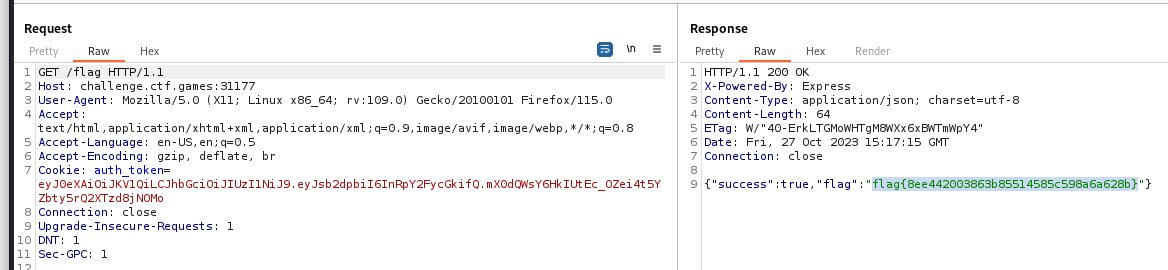 Request
Pretty Raw Hex \n
1 GET /flag HTTP/1.1
2 Host: challenge.ctf.games:31177
3 User-Agent: Mozilla/5.0 (X11; Linux x86_64; rv:109.0) Gecko/20100101 Firefox/115.0
4 Accept:
text/html,application/xhtml+xml,application/xml;q=0.9,image/avif,image/webp,*/*;q=0.8
5 Accept-Language: en-US,en;q=0.5
6 Accept-Encoding: gzip, deflate, br
7 Cookie: auth_token=
eyJ0eXAiOiJKV1QiLCJhbGciOiJIUzI1NiJ9.eyJsb2dpbiI6InRpY2FycGkifQ.mXOdQWsY6HkIUtEc_OZei4t5Y
Zbty5rQ2XTzd8jNOMo
8 Connection: close
9 Upgrade-Insecure-Requests: 1
10 DNT: 1
11 Sec-GPC: 1
12
Response
Pretty Raw Hex Render
1 HTTP/1.1 200 OK
2 X-Powered-By: Express
3 Content-Type: application/json; charset=utf-8
4 Content-Length: 64
5 ETag: W/"40-ErkLTGMoWHTgM8WXx6xBWTmWpY4"
6 Date: Fri, 27 Oct 2023 15:17:15 GMT
7 Connection: close
8
9 {"success":true,"flag":"flag{8ee442003863b85514585c598a6a628b}"}